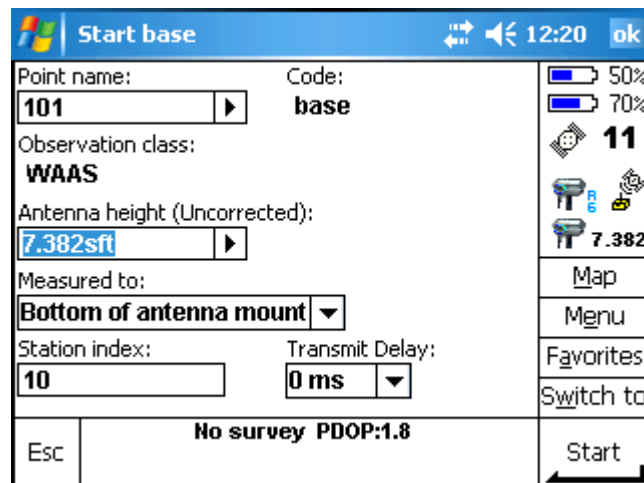 Start base 12:20 ok
Point name: Code:
101 base
Observation class:
WAAS
Antenna height (Uncorrected):
7.382sft
Measured to:
Bottom of antenna mount
Station index: Transmit Delay:
10 0 ms
Esc
No survey PDOP:1.8
50%
70%
11
R
6
7.382
Map
Menu
Favorites
Switch to
Start